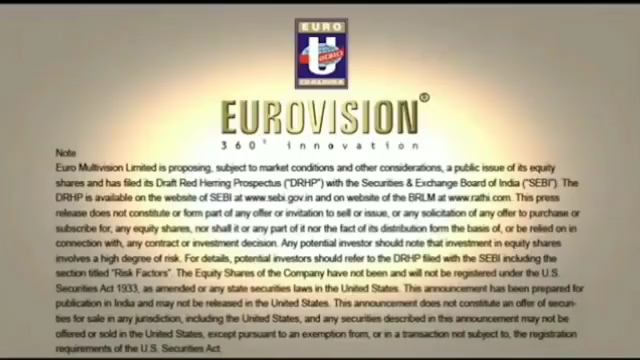 EURO
U
EUROVISION®
360° innovation
Note
Euro Multivision Limited is proposing, subject to market conditions and other considerations, a public issue of its equity
shares and has filed its Draft Red Herring Prospectus ("DRHP") with the Securities & Exchange Board of India ("SEBI"). The
DRHP is available on the website of SEBI at www.sebi.gov.in and on website of the BRLM at www.rathi.com. This press
release does not constitute or form part of any offer or invitation to sell or issue, or any solicitation of any offer to purchase or
subscribe for, any equity shares, nor shall it or any part of it nor the fact of its distribution form the basis of, or be relied on in
connection with, any contract or investment decision. Any potential investor should note that investment in equity shares
involves a high degree of risk. For details, potential investors should refer to the DRHP filed with the SEBI including the
section titled "Risk Factors". The Equity Shares of the Company have not been and will not be registered under the U.S.
Securities Act 1933, as amended or any state securities laws in the United States. This announcement has been prepared for
publication in India and may not be released in the United States. This announcement does not constitute an offer of securi-
ties for sale in any jurisdiction, including the United States, and any securities described in this announcement may not be
offered or sold in the United States, except pursuant to an exemption from, or in a transaction not subject to, the registration
requirements of the U.S. Securities Act